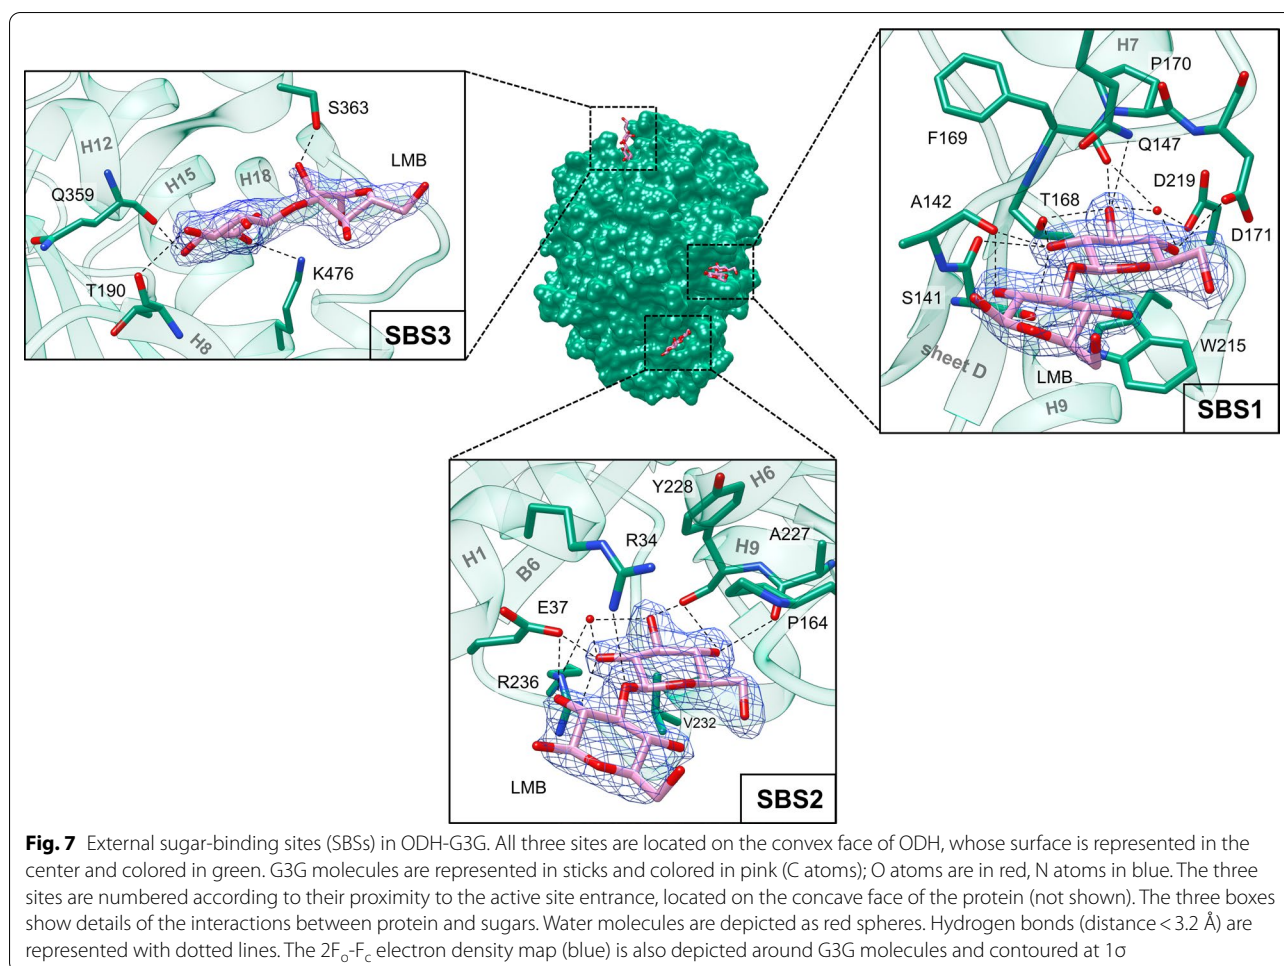 S363
H12
LMB
H15
H18
Q359
K476
T190
H8
SBS3
H7
P170
F169
Q147
D219
A142
T168
D171
S141
W215
sheet D
LMB
H9
SBS1
Y228
H6
R34
A227
H1
H9
B6
E37
P164
R236
V232
LMB
SBS2
Fig. 7 External sugar-binding sites (SBSs) in ODH-G3G. All three sites are located on the convex face of ODH, whose surface is represented in the
center and colored in green. G3G molecules are represented in sticks and colored in pink (C atoms); O atoms are in red, N atoms in blue. The three
sites are numbered according to their proximity to the active site entrance, located on the concave face of the protein (not shown). The three boxes
show details of the interactions between protein and sugars. Water molecules are depicted as red spheres. Hydrogen bonds (distance < 3.2 Å) are
represented with dotted lines. The 2Fo-Fc electron density map (blue) is also depicted around G3G molecules and contoured at 1σ